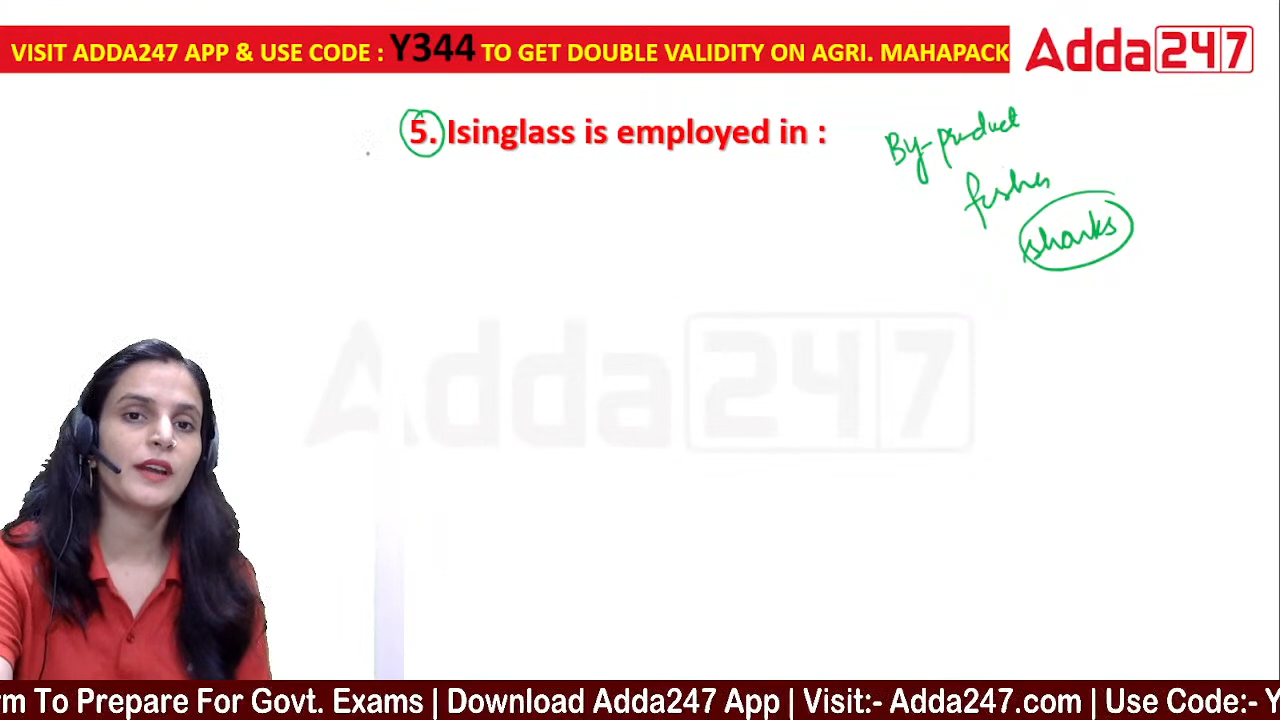 VISIT ADDA247 APP & USE CODE : Y344 TO GET DOUBLE VALIDITY ON AGRI. MAHAPACK
Adda247
5. Isinglass is employed in :
By-product
fishes
sharks
Adda247
rm To Prepare For Govt. Exams | Download Adda247 App | Visit:- Adda247.com | Use Code:- Y